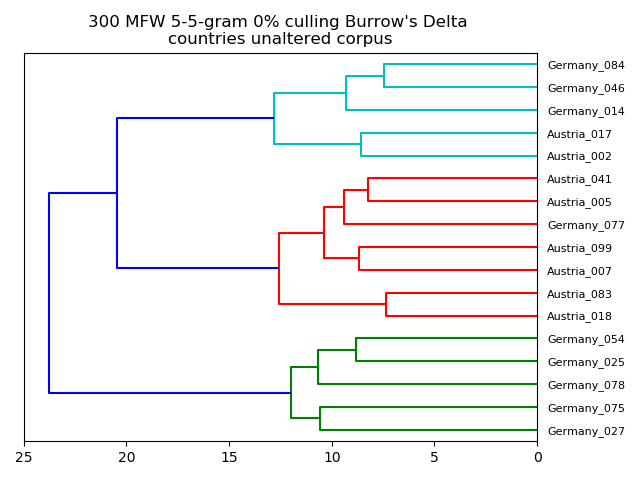 300 MFW 5-5-gram 0% culling Burrow's Delta
countries unaltered corpus
Germany_084
Germany_046
Germany_014
Austria_017
Austria_002
Austria_041
Austria_005
Germany_077
Austria_099
Austria_007
Austria_083
Austria_018
Germany_054
Germany_025
Germany_078
Germany_075
Germany_027
25 20 15 10 5 0